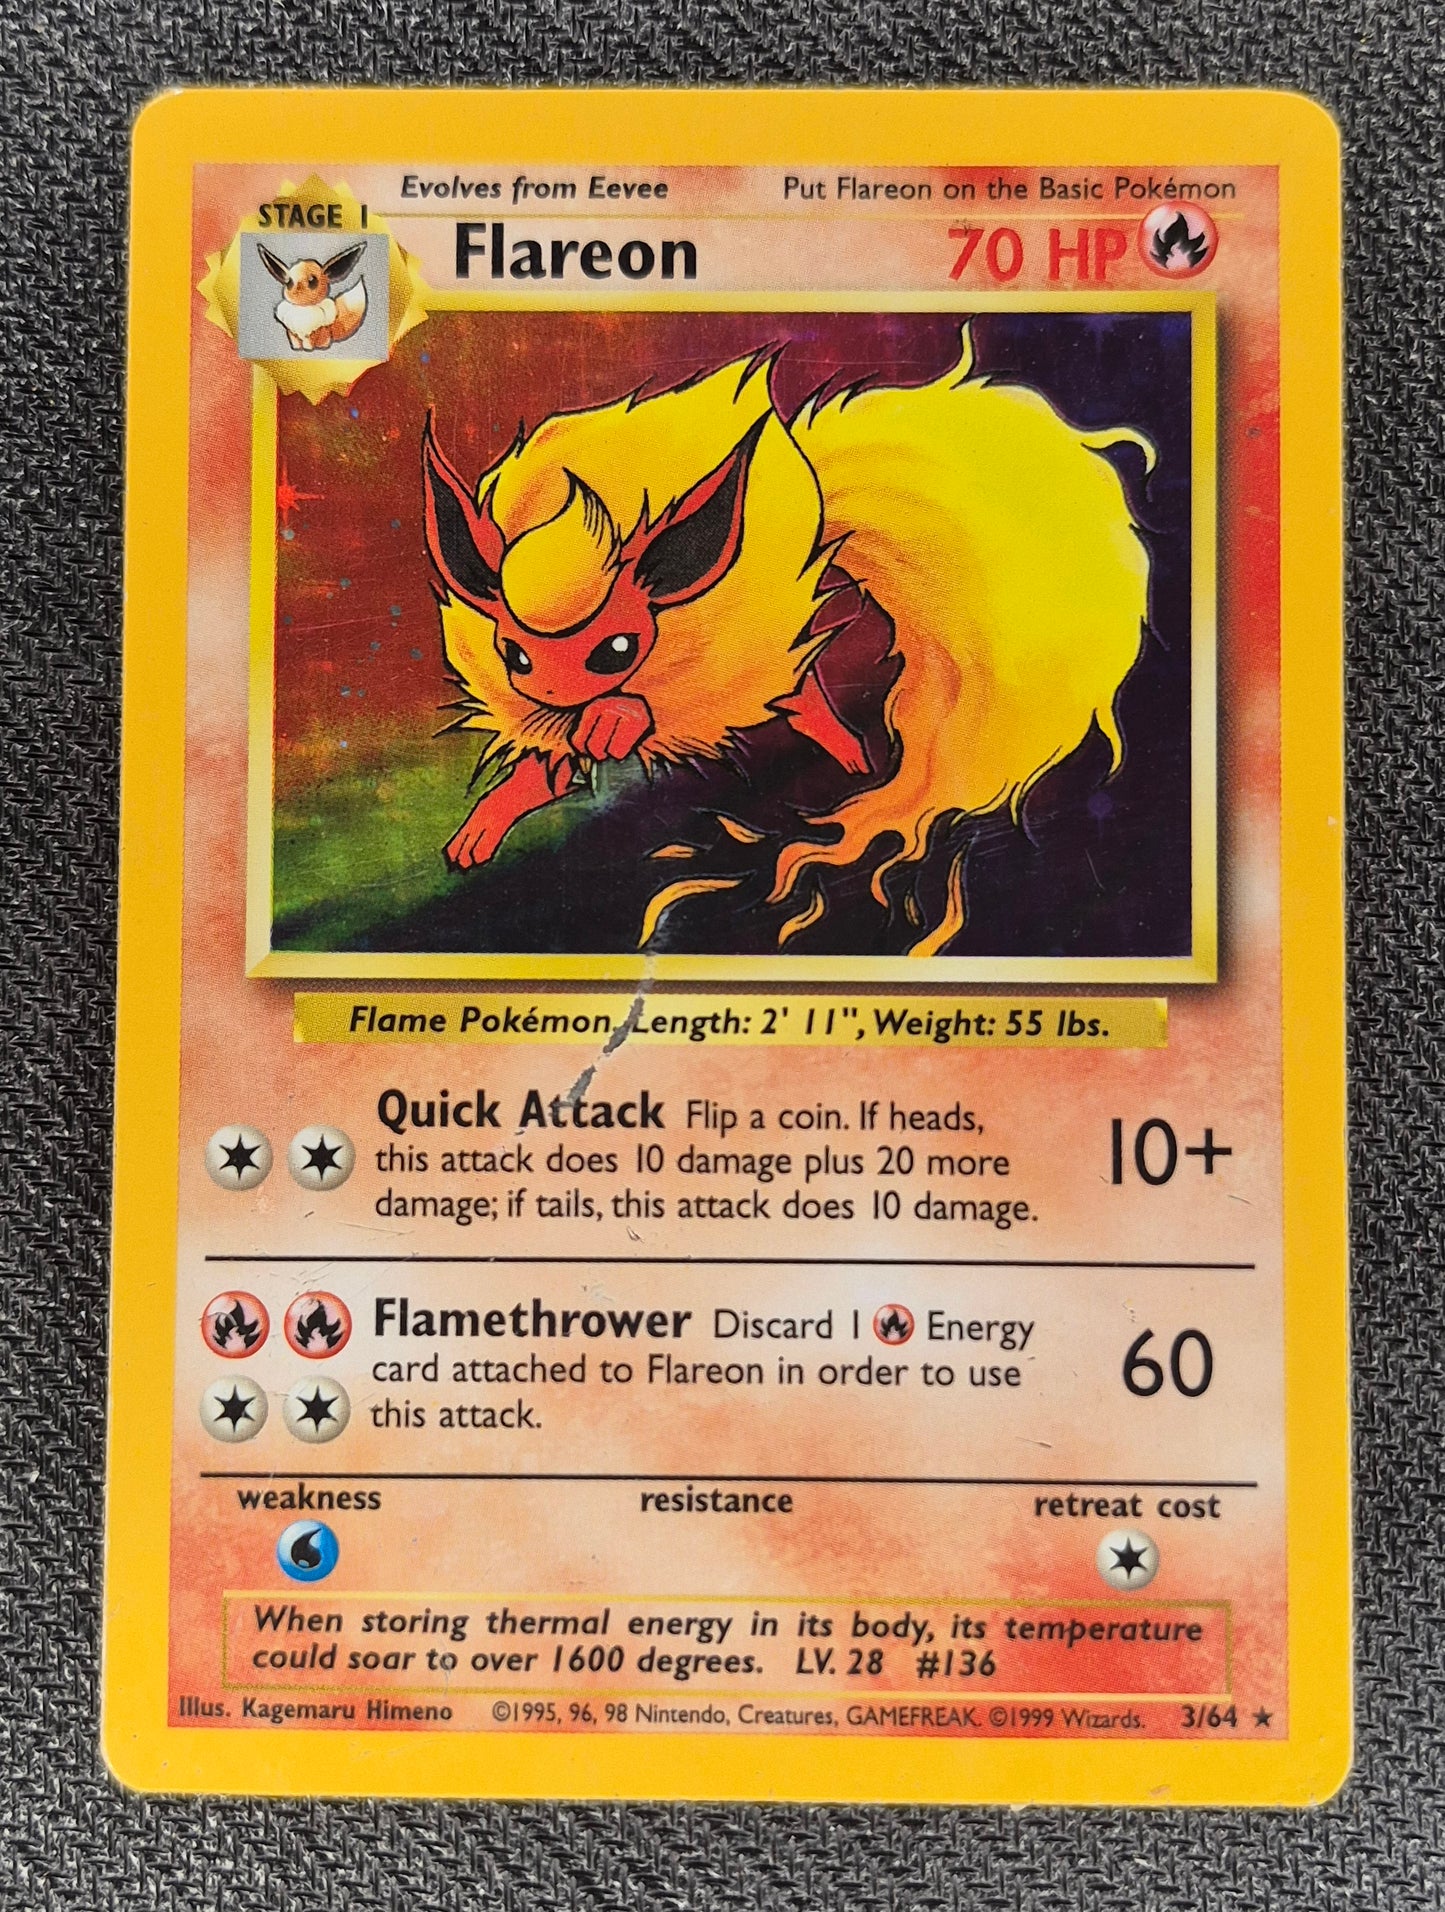 Evolves from Eevee Put Flareon on the Basic Pokémon
STAGE 1
Flareon 70 HP
Flame Pokémon. Length: 2' 11", Weight: 55 lbs.
Quick Attack Flip a coin. If heads,
this attack does 10 damage plus 20 more
damage; if tails, this attack does 10 damage.
10+
Flamethrower Discard 1 Energy
card attached to Flareon in order to use
this attack.
60
weakness resistance retreat cost
When storing thermal energy in its body, its temperature
could soar to over 1600 degrees. LV. 28 #136
Illus. Kagemaru Himeno ©1995, 96, 98 Nintendo, Creatures, GAMEFREAK. ©1999 Wizards. 3/64 ★